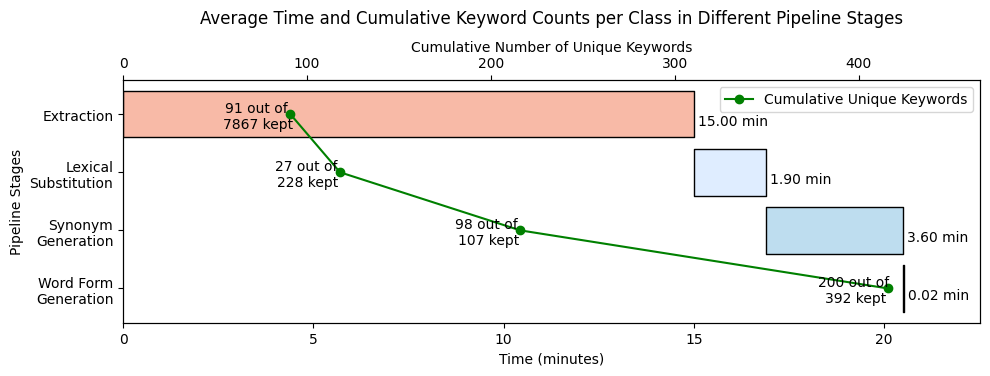 Average Time and Cumulative Keyword Counts per Class in Different Pipeline Stages
Cumulative Number of Unique Keywords
0 100 200 300 400
Cumulative Unique Keywords
Pipeline Stages
Extraction
91 out of
7867 kept
15.00 min
Lexical
Substitution
27 out of
228 kept
1.90 min
Synonym
Generation
98 out of
107 kept
3.60 min
Word Form
Generation
200 out of
392 kept
0.02 min
0 5 10 15 20
Time (minutes)